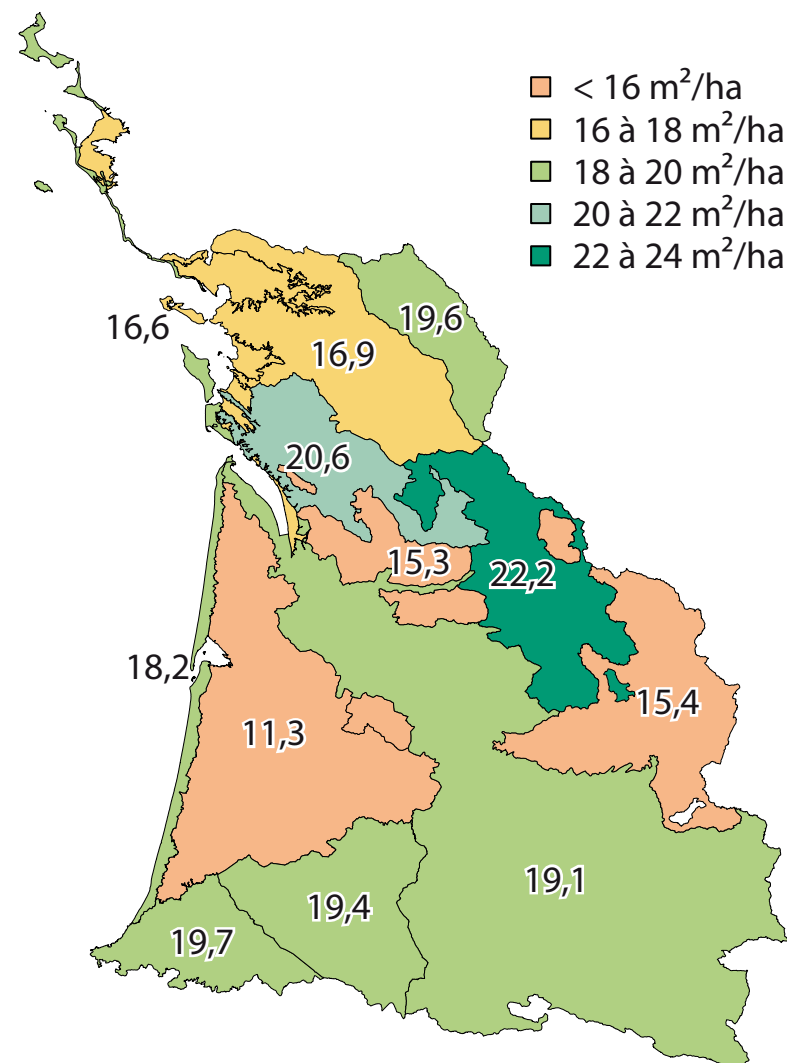 < 16 m²/ha
16 à 18 m²/ha
18 à 20 m²/ha
20 à 22 m²/ha
22 à 24 m²/ha
19,6
16,6
16,9
20,6
15,3
22,2
18,2
15,4
11,3
19,1
19,4
19,7